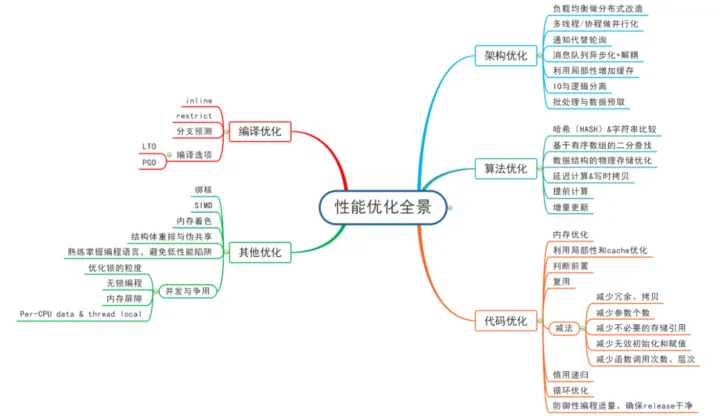 性能优化全景
架构优化
负载均衡做分布式改造
多线程/协程做并行化
通知代替轮询
消息队列异步化+解耦
利用局部性增加缓存
IO与逻辑分离
批处理与数据预取
算法优化
哈希（HASH）&字符串比较
基于有序数组的二分查找
数据结构的物理存储优化
延迟计算&写时拷贝
提前计算
增量更新
代码优化
内存优化
利用局部性和cache优化
判断前置
复用
减法
减少冗余、拷贝
减少参数个数
减少不必要的存储引用
减少无效初始化和赋值
减少函数调用次数、层次
慎用递归
循环优化
防御性编程适量、确保release干净
编译优化
inline
restrict
分支预测
编译选项
LTO
PGO
其他优化
绑核
SIMD
内存着色
结构体重排与伪共享
熟练掌握编程语言，避免低性能陷阱
并发与争用
优化锁的粒度
无锁编程
内存屏障
Per-CPU data & thread local